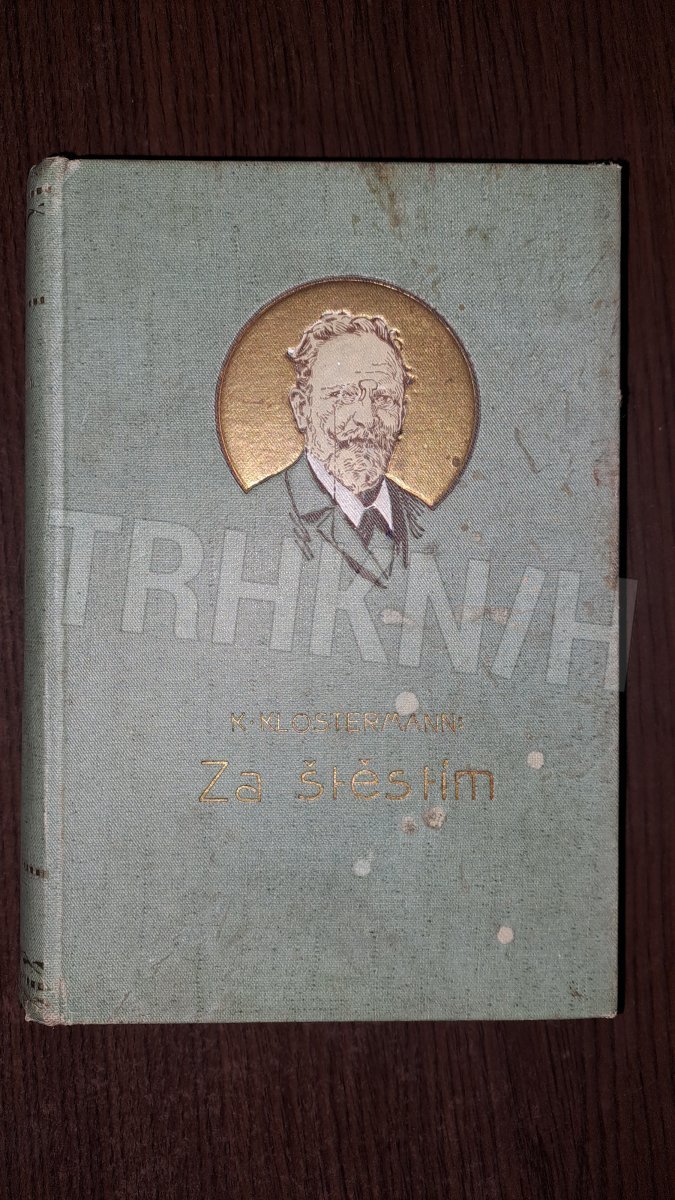 TRHKNIH
K. KLOSTERMANN:
Za štěstím